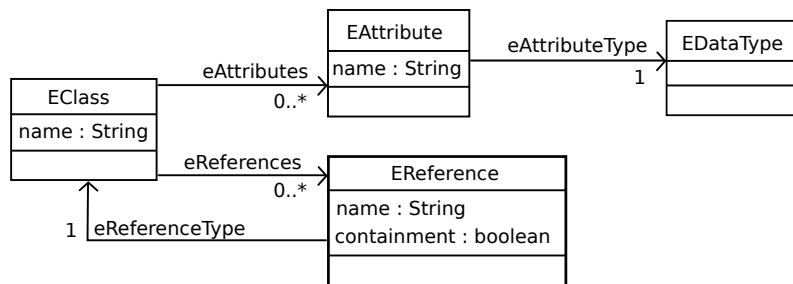 EAttribute
name : String
eAttributeType
1
EDataType
eAttributes
0..*
EClass
name : String
eReferences
0..*
EReference
name : String
containment : boolean
1
eReferenceType